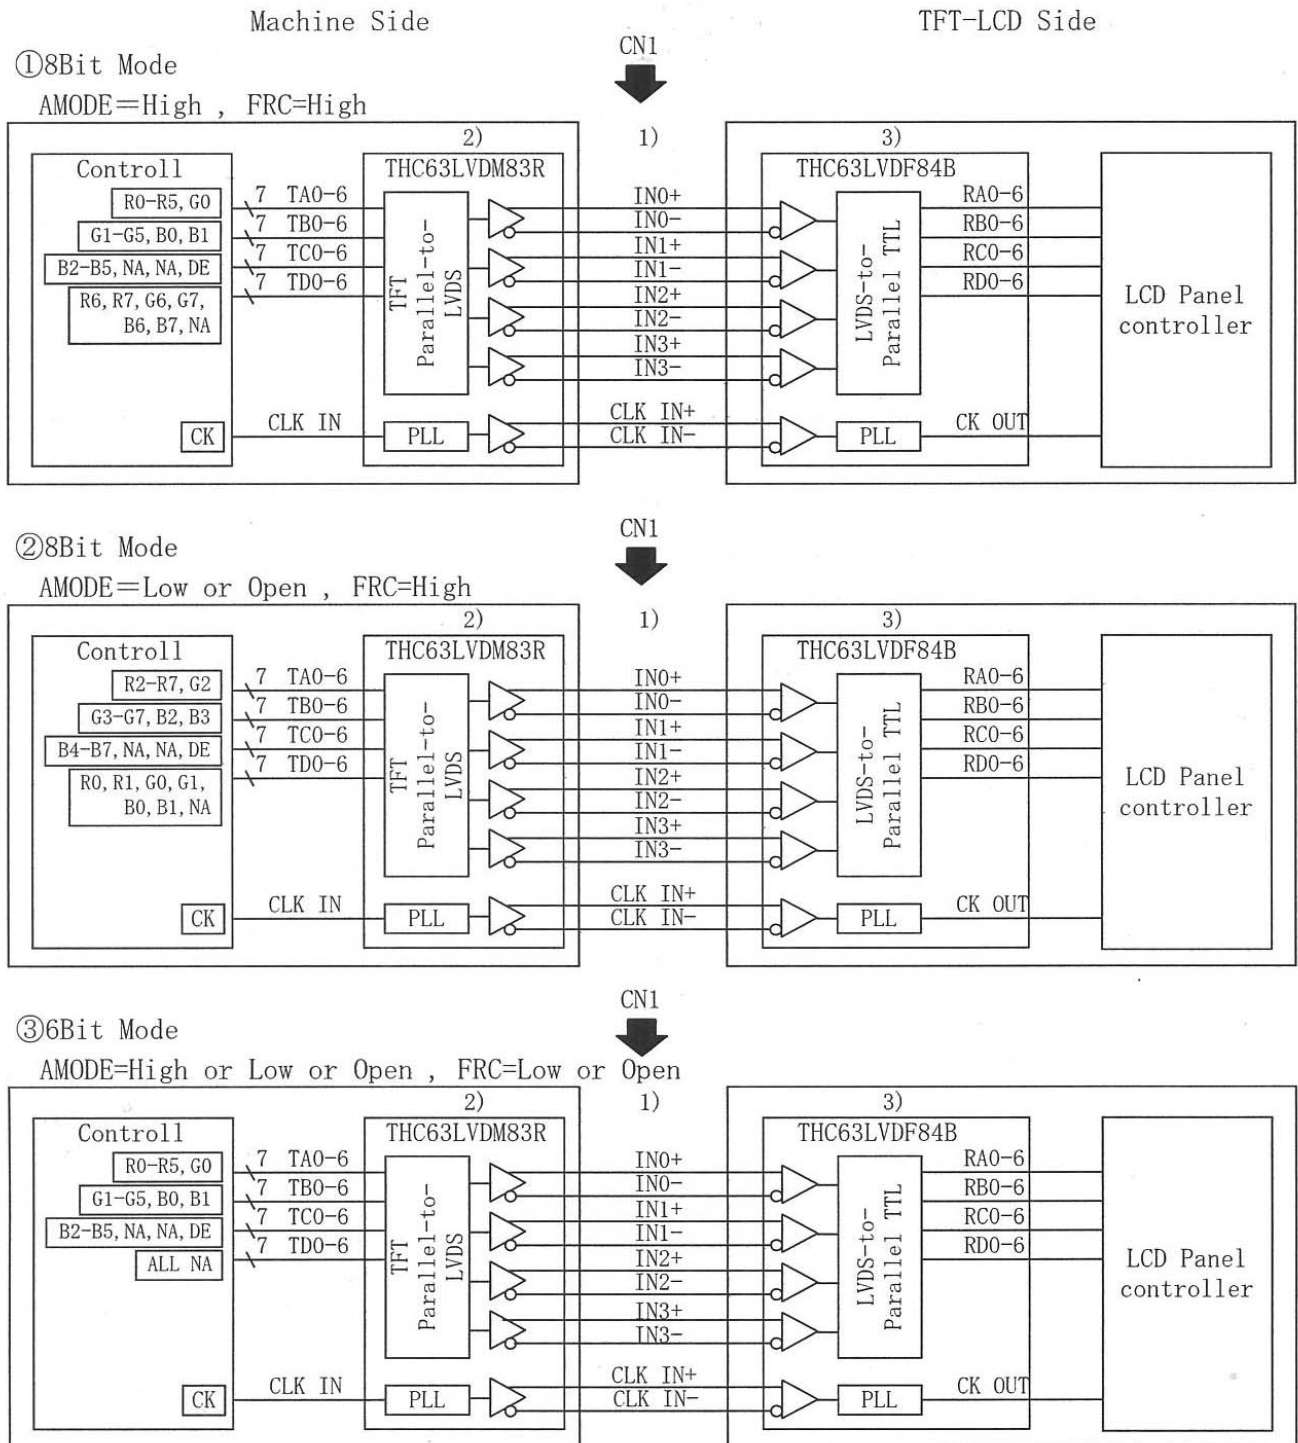 Machine Side
TFT-LCD Side
CN1
①8Bit Mode
AMODE=High , FRC=High
2)
1)
3)
Controll
THC63LVDM83R
THC63LVDF84B
R0-R5, G0
7 TA0-6
IN0+
RA0-6
IN0-
G1-G5, B0, B1
7 TB0-6
RB0-6
IN1+
B2-B5, NA, NA, DE
7 TC0-6
IN1-
RC0-6
R6, R7, G6, G7,
B6, B7, NA
7 TD0-6
IN2+
RD0-6
IN2-
IN3+
IN3-
TFT
Parallel-to-
LVDS
LVDS-to-
Parallel TTL
LCD Panel
controller
CK
CLK IN
PLL
CLK IN+
CLK IN-
PLL
CK OUT
CN1
②8Bit Mode
AMODE=Low or Open , FRC=High
2)
1)
3)
Controll
THC63LVDM83R
THC63LVDF84B
R2-R7, G2
7 TA0-6
IN0+
RA0-6
IN0-
G3-G7, B2, B3
7 TB0-6
RB0-6
IN1+
B4-B7, NA, NA, DE
7 TC0-6
IN1-
RC0-6
R0, R1, G0, G1,
B0, B1, NA
7 TD0-6
IN2+
RD0-6
IN2-
IN3+
IN3-
TFT
Parallel-to-
LVDS
LVDS-to-
Parallel TTL
LCD Panel
controller
CK
CLK IN
PLL
CLK IN+
CLK IN-
PLL
CK OUT
CN1
③6Bit Mode
AMODE=High or Low or Open , FRC=Low or Open
2)
1)
3)
Controll
THC63LVDM83R
THC63LVDF84B
R0-R5, G0
7 TA0-6
IN0+
RA0-6
IN0-
G1-G5, B0, B1
7 TB0-6
RB0-6
IN1+
B2-B5, NA, NA, DE
7 TC0-6
IN1-
RC0-6
ALL NA
7 TD0-6
IN2+
RD0-6
IN2-
IN3+
IN3-
TFT
Parallel-to-
LVDS
LVDS-to-
Parallel TTL
LCD Panel
controller
CK
CLK IN
PLL
CLK IN+
CLK IN-
PLL
CK OUT